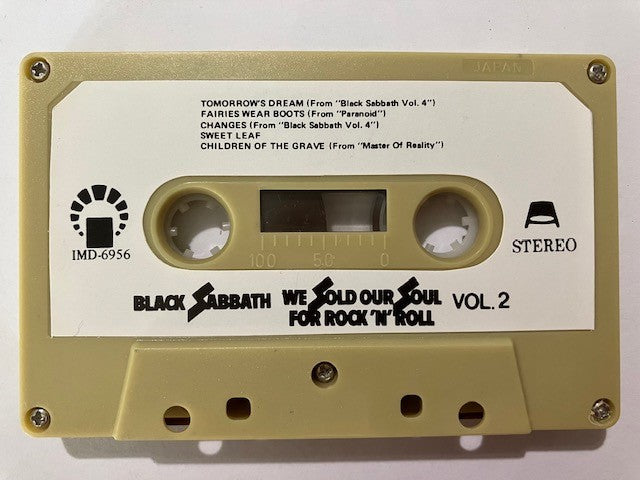 JAPAN
TOMORROW'S DREAM (From "Black Sabbath Vol. 4")
FAIRIES WEAR BOOTS (From "Paranoid")
CHANGES (From "Black Sabbath Vol. 4")
SWEET LEAF
CHILDREN OF THE GRAVE (From "Master Of Reality")
IMD-6956
STEREO
100 50 0
BLACK SABBATH WE SOLD OUR SOUL VOL. 2
FOR ROCK 'N' ROLL